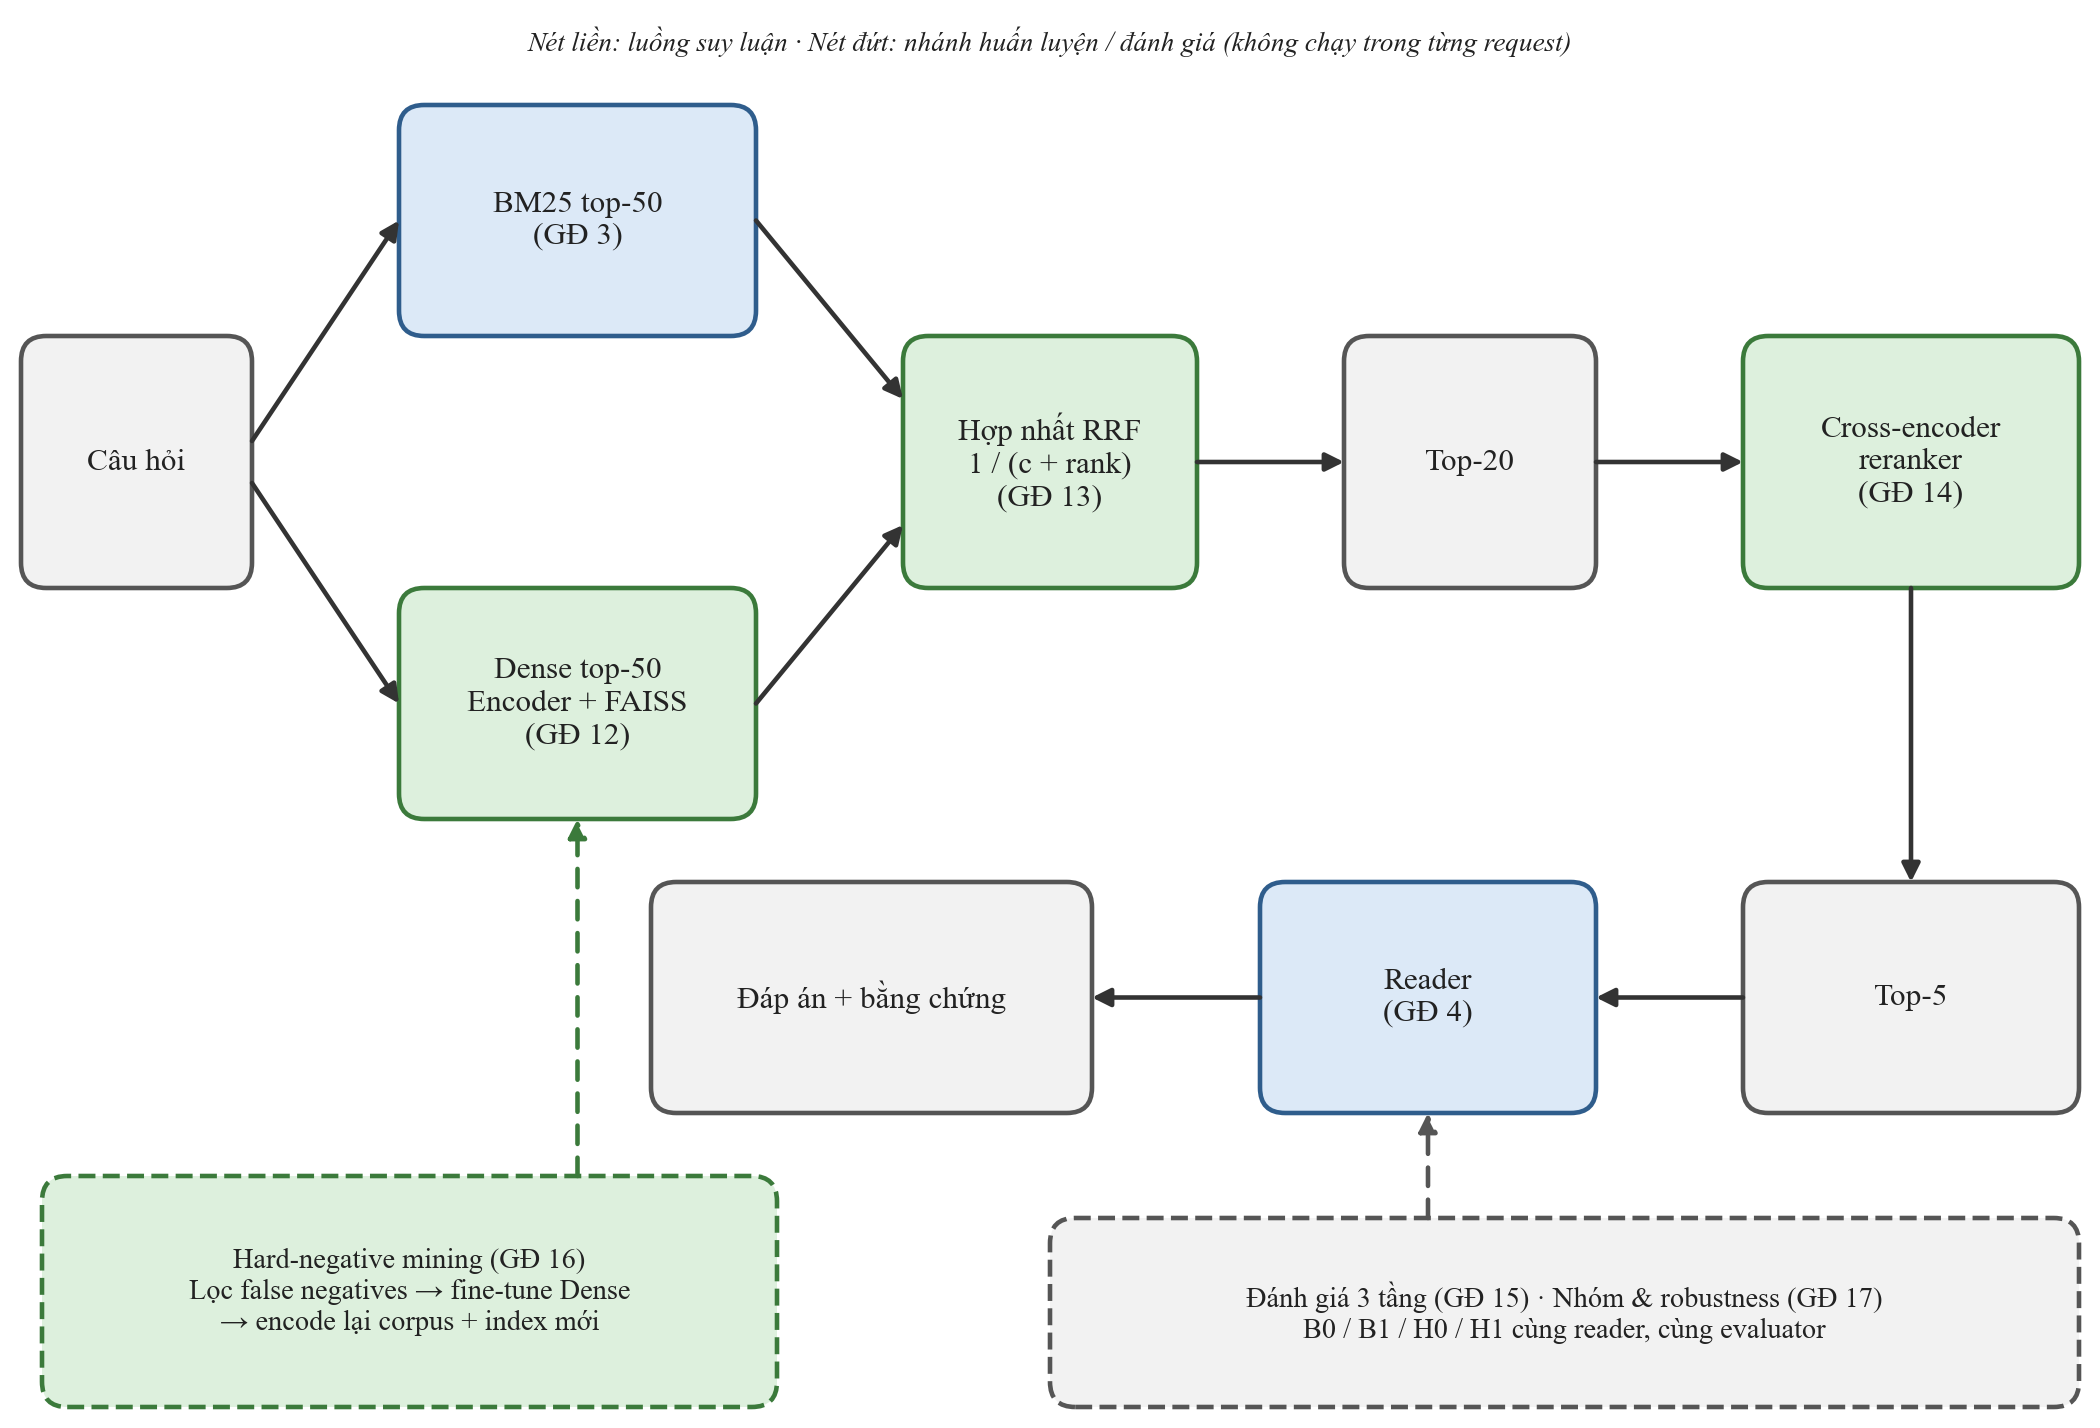 Nét liền: luồng suy luận · Nét đứt: nhánh huấn luyện / đánh giá (không chạy trong từng request)
BM25 top-50
(GĐ 3)
Câu hỏi
Dense top-50
Encoder + FAISS
(GĐ 12)
Hợp nhất RRF
1 / (c + rank)
(GĐ 13)
Top-20
Cross-encoder
reranker
(GĐ 14)
Đáp án + bằng chứng
Reader
(GĐ 4)
Top-5
Hard-negative mining (GĐ 16)
Lọc false negatives → fine-tune Dense
→ encode lại corpus + index mới
Đánh giá 3 tầng (GĐ 15) · Nhóm & robustness (GĐ 17)
B0 / B1 / H0 / H1 cùng reader, cùng evaluator